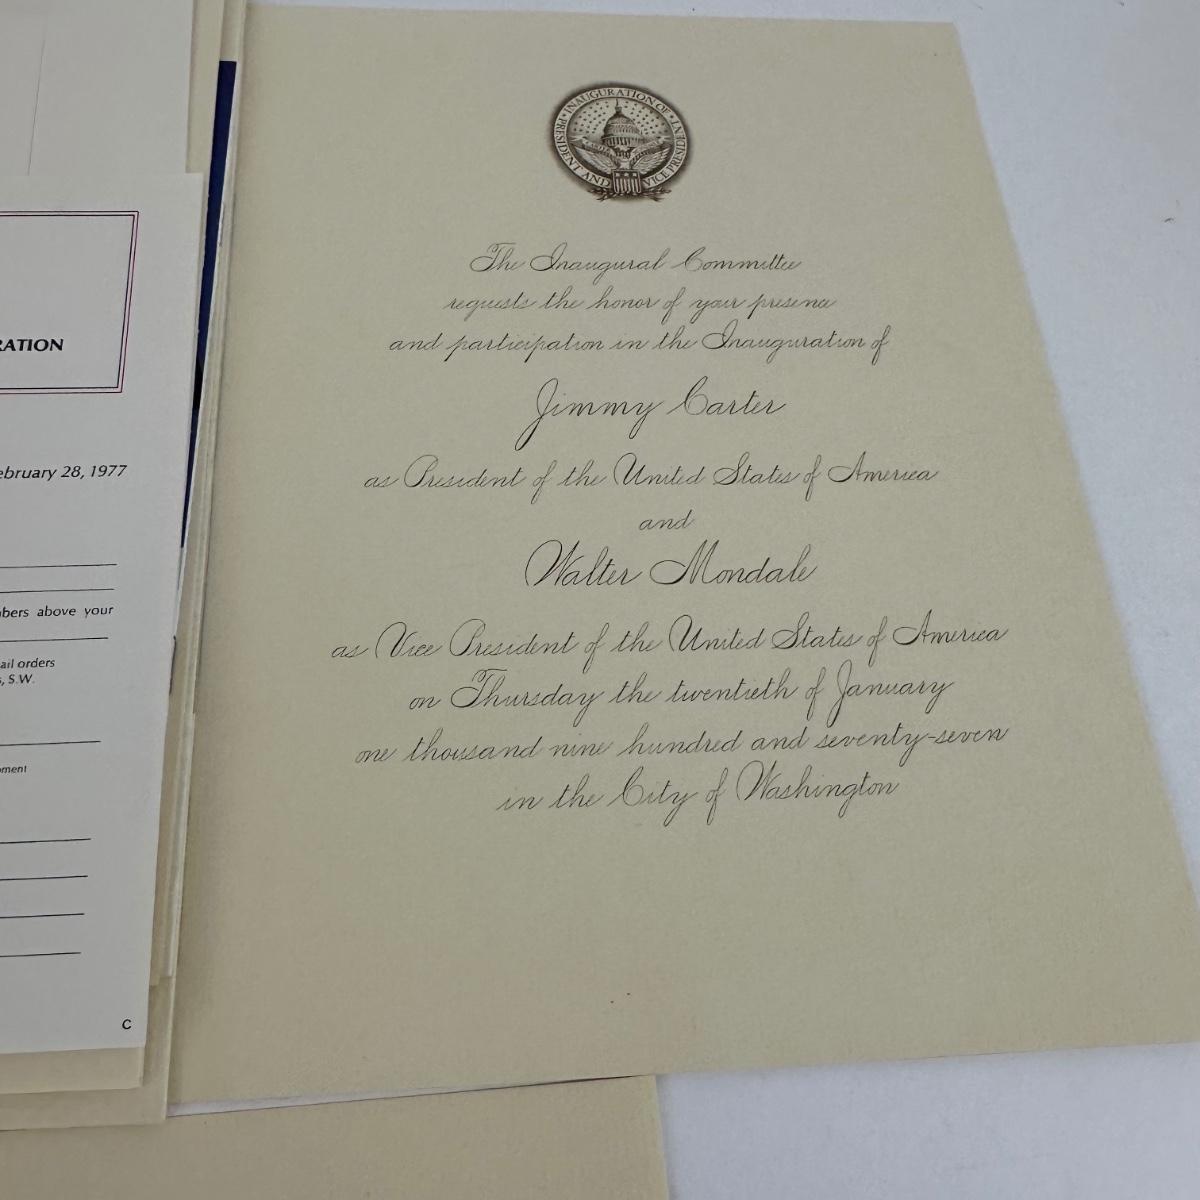 INAUGURATION OF
PRESIDENT AND VICE PRESIDENT
The Inaugural Committee
requests the honor of your presence
and participation in the Inauguration of
Jimmy Carter
as President of the United States of America
and
Walter Mondale
as Vice President of the United States of America
on Thursday the twentieth of January
one thousand nine hundred and seventy-seven
in the City of Washington
RATION
ebruary 28, 1977
bers above your
ail orders
, S.W.
ment
C